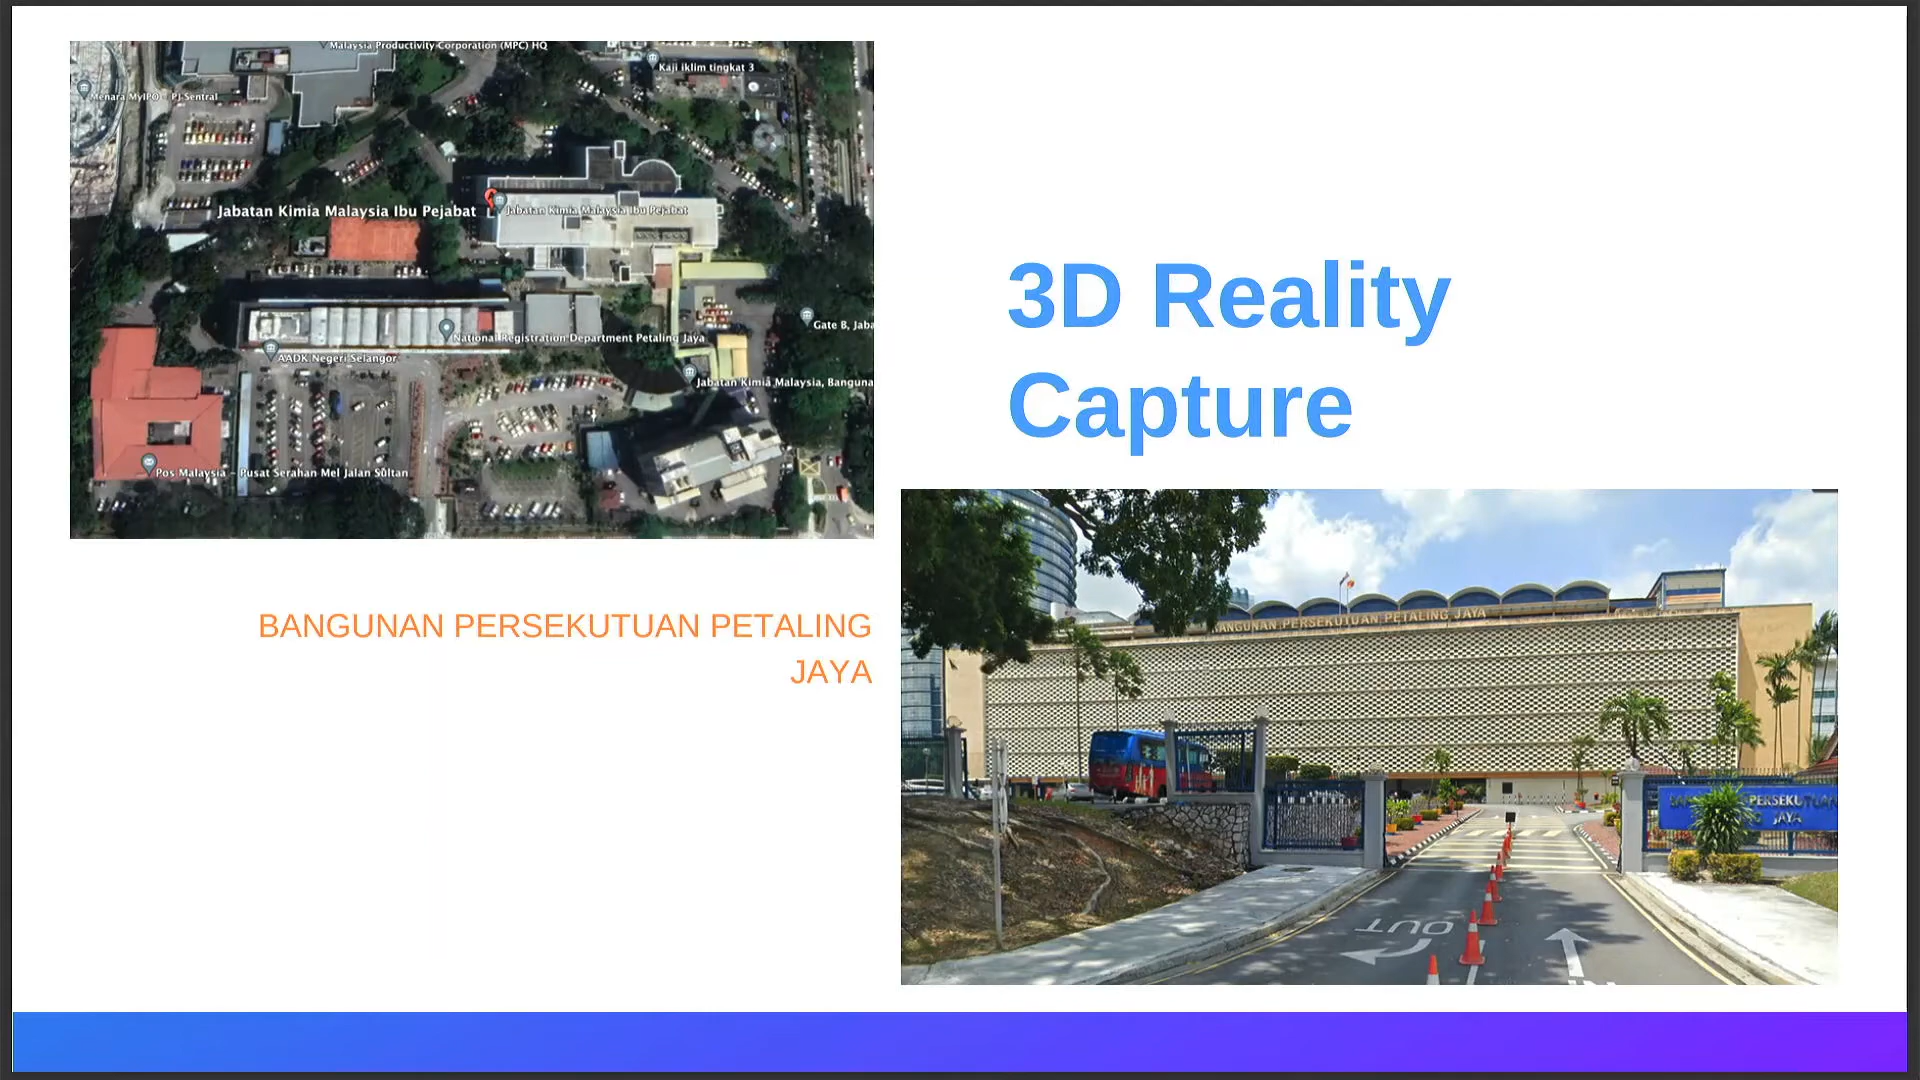 Malaysia Productivity Corporation (MPC) HQ
Kaji iklim tingkat 3
Menara MyIPO - PJ Sentral
Jabatan Kimia Malaysia Ibu Pejabat
Jabatan Kimia Malaysia Ibu Pejabat
Gate B, Jaba
National Registration Department Petaling Jaya
AADK Negeri Selangor
Jabatan Kimia Malaysia, Banguna
Pos Malaysia - Pusat Serahan Mel Jalan Sultan
3D Reality
Capture
BANGUNAN PERSEKUTUAN PETALING
JAYA
BANGUNAN PERSEKUTUAN PETALING JAYA
PERSEKUTUAN
JAYA
OUT